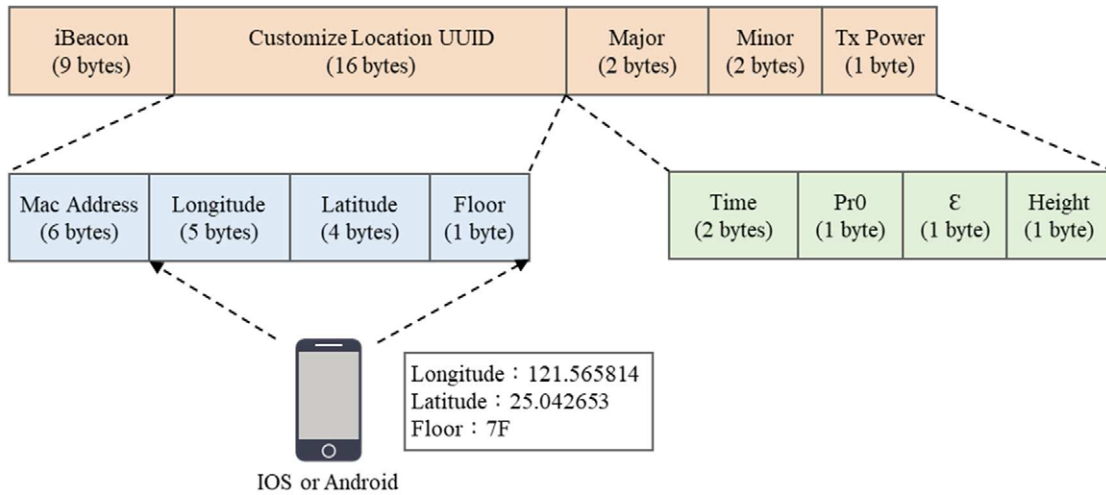 iBeacon
(9 bytes)
Customize Location UUID
(16 bytes)
Major
(2 bytes)
Minor
(2 bytes)
Tx Power
(1 byte)
Mac Address
(6 bytes)
Longitude
(5 bytes)
Latitude
(4 bytes)
Floor
(1 byte)
Time
(2 bytes)
Pr0
(1 byte)
Ɛ
(1 byte)
Height
(1 byte)
Longitude：121.565814
Latitude：25.042653
Floor：7F
IOS or Android